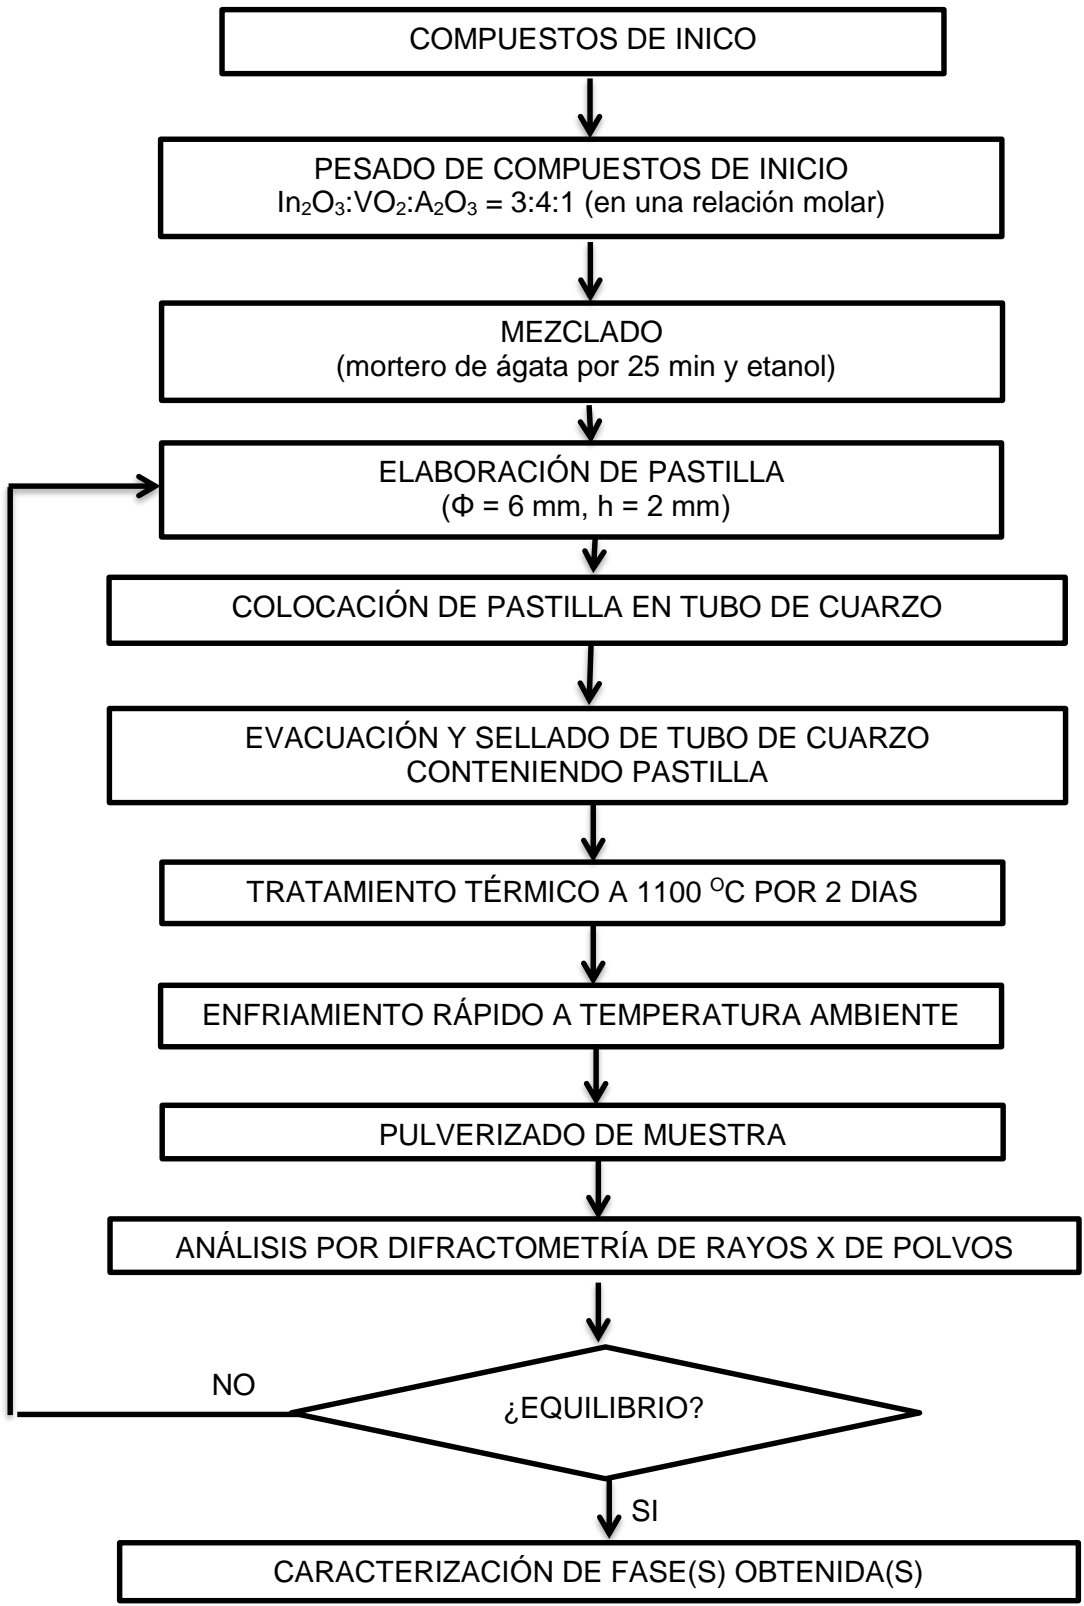 COMPUESTOS DE INICO
PESADO DE COMPUESTOS DE INICIO
In₂O₃:VO₂:A₂O₃ = 3:4:1 (en una relación molar)
MEZCLADO
(mortero de ágata por 25 min y etanol)
ELABORACIÓN DE PASTILLA
(Φ = 6 mm, h = 2 mm)
COLOCACIÓN DE PASTILLA EN TUBO DE CUARZO
EVACUACIÓN Y SELLADO DE TUBO DE CUARZO
CONTENIENDO PASTILLA
TRATAMIENTO TÉRMICO A 1100 ᴼC POR 2 DIAS
ENFRIAMIENTO RÁPIDO A TEMPERATURA AMBIENTE
PULVERIZADO DE MUESTRA
ANÁLISIS POR DIFRACTOMETRÍA DE RAYOS X DE POLVOS
NO
¿EQUILIBRIO?
SI
CARACTERIZACIÓN DE FASE(S) OBTENIDA(S)